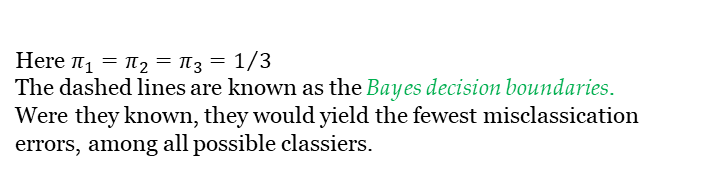 Here π₁ = π₂ = π₃ = 1/3
The dashed lines are known as the Bayes decision boundaries.
Were they known, they would yield the fewest misclassication
errors, among all possible classiers.